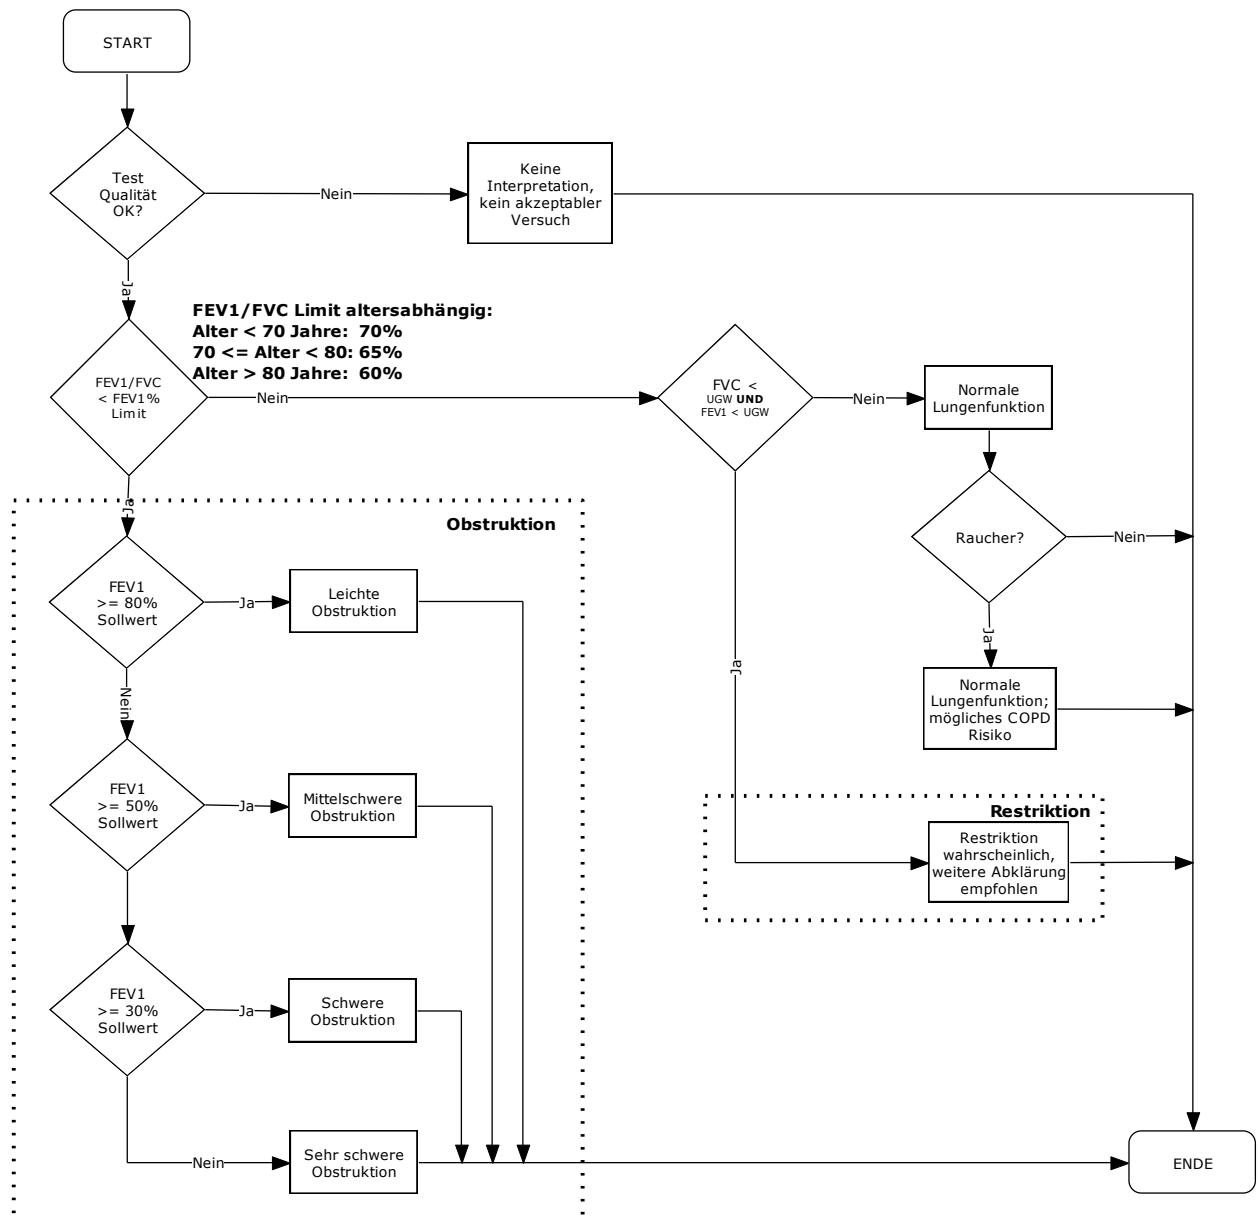 START
Test
Qualität
OK?
Nein
Keine
Interpretation,
kein akzeptabler
Versuch
Ja
FEV1/FVC Limit altersabhängig:
Alter < 70 Jahre: 70%
70 <= Alter < 80: 65%
Alter > 80 Jahre: 60%
FEV1/FVC
< FEV1%
Limit
Nein
FVC <
UGW UND
FEV1 < UGW
Nein
Normale
Lungenfunktion
Ja
Obstruktion
Raucher?
Nein
FEV1
>= 80%
Sollwert
Ja
Leichte
Obstruktion
Ja
Ja
Nein
Normale
Lungenfunktion;
mögliches COPD
Risiko
FEV1
>= 50%
Sollwert
Ja
Mittelschwere
Obstruktion
Restriktion
Restriktion
wahrscheinlich,
weitere Abklärung
empfohlen
FEV1
>= 30%
Sollwert
Ja
Schwere
Obstruktion
Nein
Sehr schwere
Obstruktion
ENDE